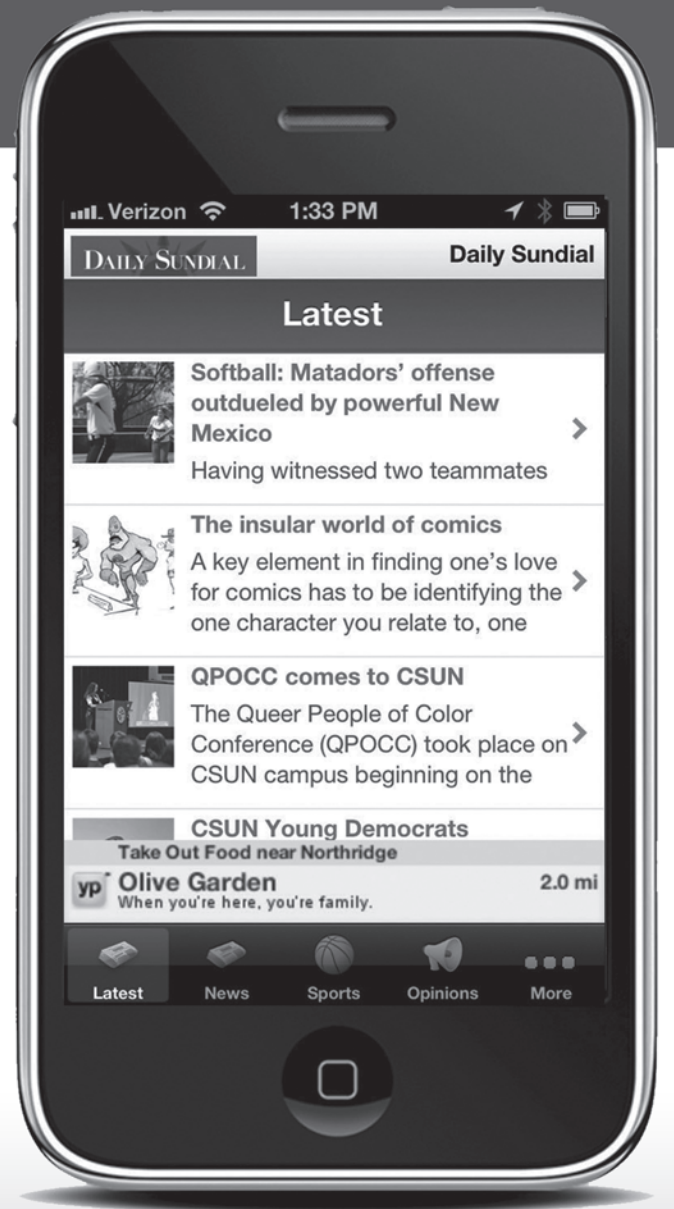 Verizon 1:33 PM
DAILY SUNDIAL Daily Sundial
Latest
Softball: Matadors’ offense
outdueled by powerful New
Mexico
Having witnessed two teammates
The insular world of comics
A key element in finding one’s love
for comics has to be identifying the
one character you relate to, one
QPOCC comes to CSUN
The Queer People of Color
Conference (QPOCC) took place on
CSUN campus beginning on the
CSUN Young Democrats
Take Out Food near Northridge
yp Olive Garden 2.0 mi
When you're here, you're family.
Latest News Sports Opinions More